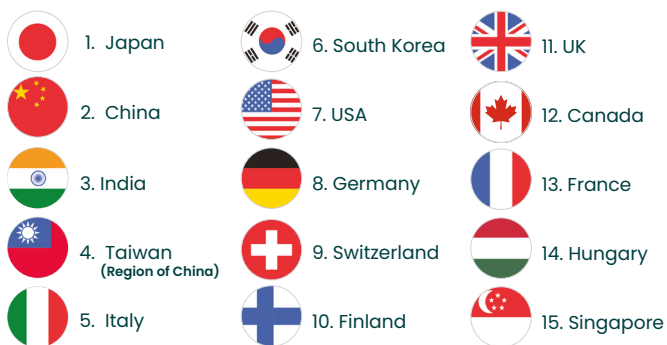 1. Japan
2. China
3. India
4. Taiwan
(Region of China)
5. Italy
6. South Korea
7. USA
8. Germany
9. Switzerland
10. Finland
11. UK
12. Canada
13. France
14. Hungary
15. Singapore